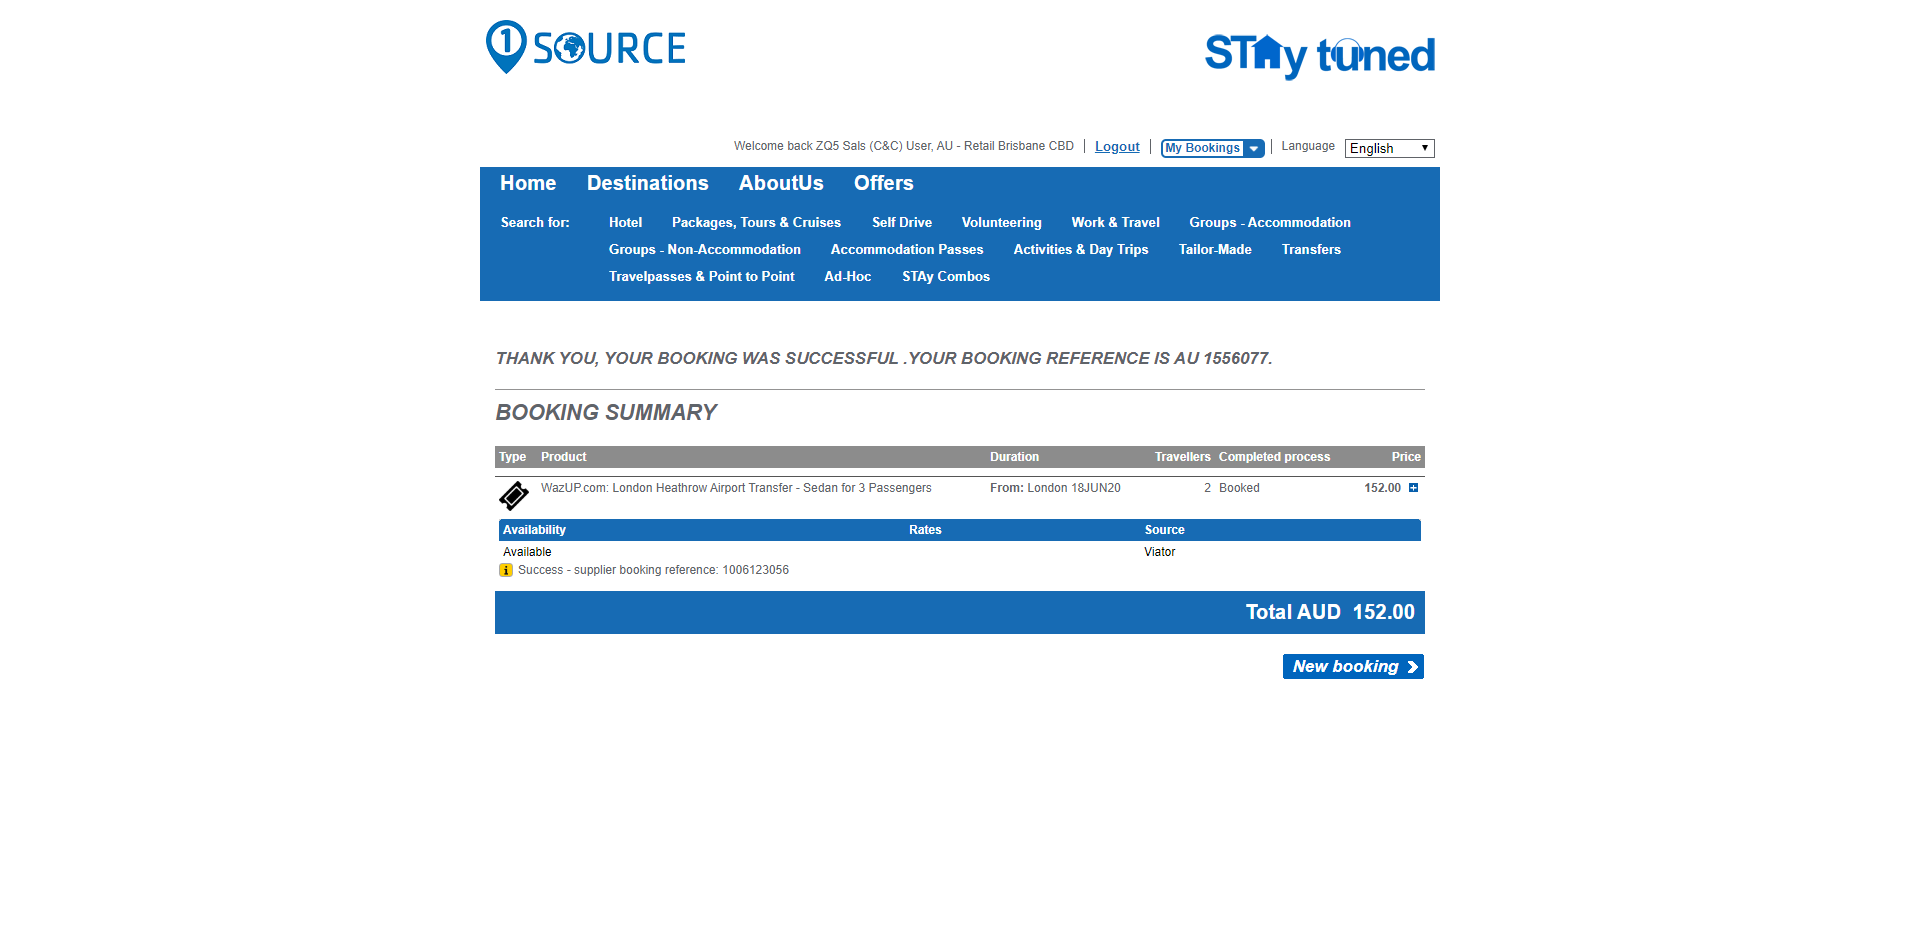 1 SOURCE
STAy tuned
Welcome back ZQ5 Sals (C&C) User, AU - Retail Brisbane CBD Logout My Bookings Language English
Home Destinations AboutUs Offers
Search for: Hotel Packages, Tours & Cruises Self Drive Volunteering Work & Travel Groups - Accommodation
Groups - Non-Accommodation Accommodation Passes Activities & Day Trips Tailor-Made Transfers
Travelpasses & Point to Point Ad-Hoc STAy Combos
THANK YOU, YOUR BOOKING WAS SUCCESSFUL .YOUR BOOKING REFERENCE IS AU 1556077.
BOOKING SUMMARY
Type Product Duration Travellers Completed process Price
WazUP.com: London Heathrow Airport Transfer - Sedan for 3 Passengers From: London 18JUN20 2 Booked 152.00
Availability Rates Source
Available Viator
Success - supplier booking reference: 1006123056
Total AUD 152.00
New booking